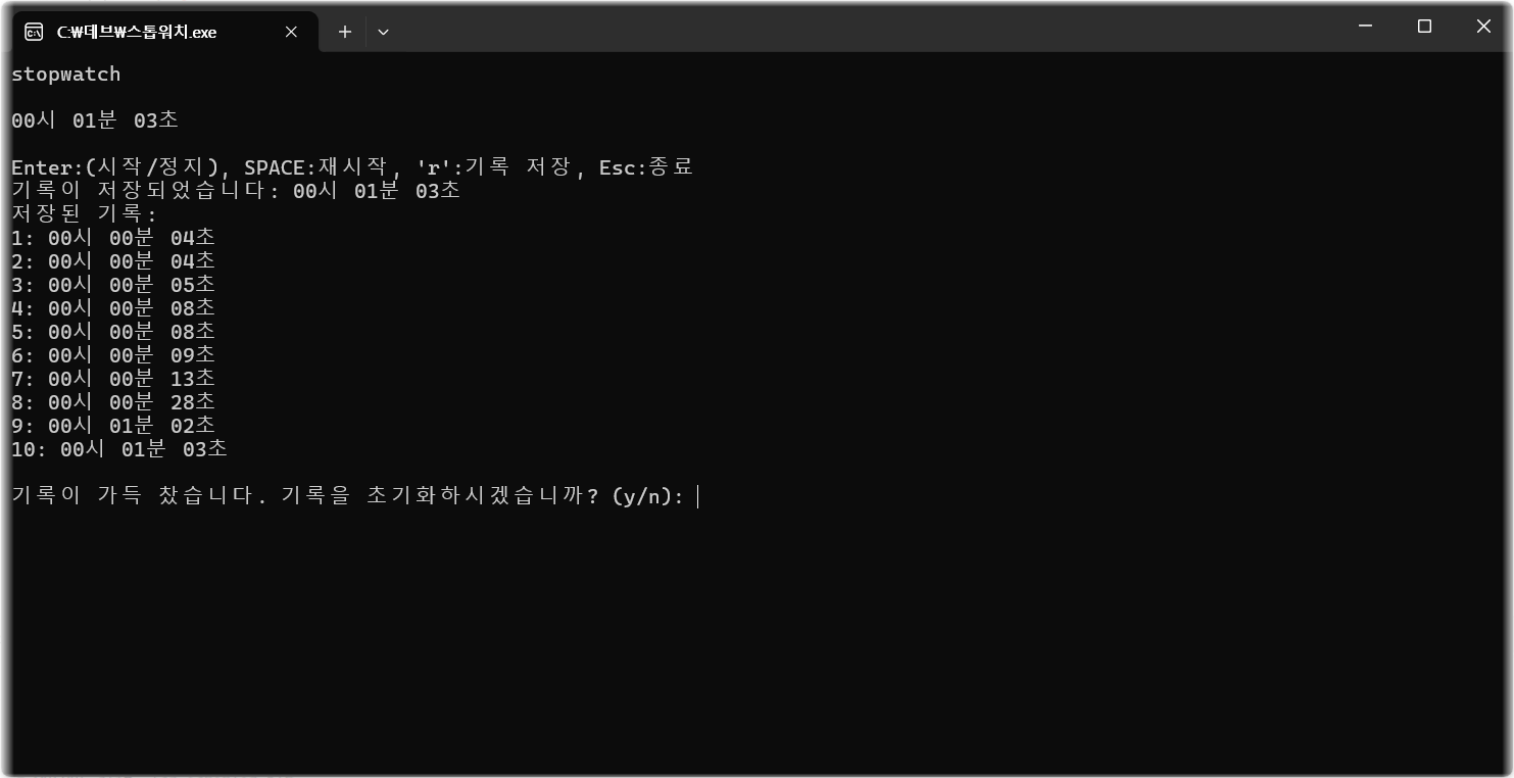 C:₩데브₩스톱워치.exe
stopwatch
00시 01분 03초
Enter:(시작/정지), SPACE:재시작, 'r':기록 저장, Esc:종료
기록이 저장되었습니다: 00시 01분 03초
저장된 기록:
1: 00시 00분 04초
2: 00시 00분 04초
3: 00시 00분 05초
4: 00시 00분 08초
5: 00시 00분 08초
6: 00시 00분 09초
7: 00시 00분 13초
8: 00시 00분 28초
9: 00시 01분 02초
10: 00시 01분 03초
기록이 가득 찼습니다. 기록을 초기화하시겠습니까? (y/n):